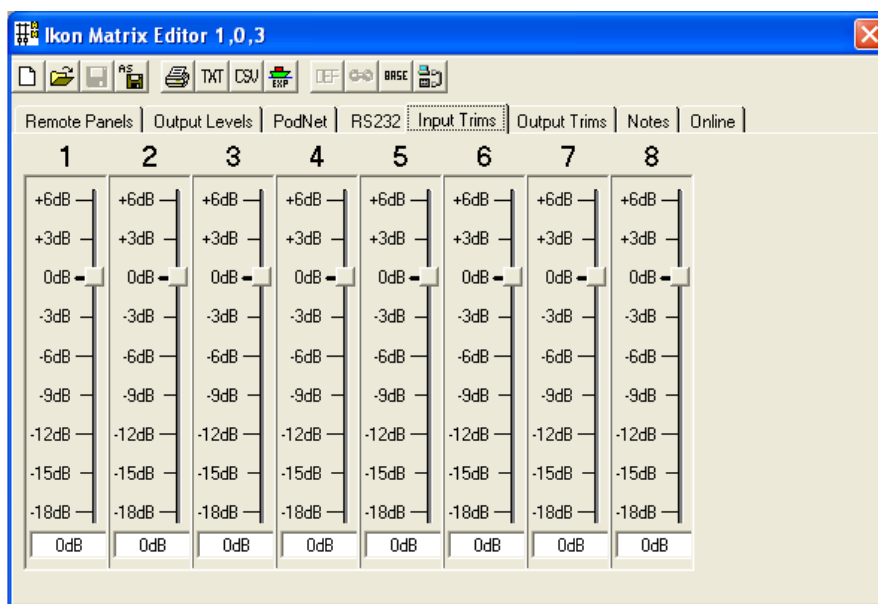 Ikon Matrix Editor 1,0,3
AS TXT CSV EXP DEF BASE
Remote Panels Output Levels PodNet RS232 Input Trims Output Trims Notes Online
1 2 3 4 5 6 7 8
+6dB +6dB +6dB +6dB +6dB +6dB +6dB +6dB
+3dB +3dB +3dB +3dB +3dB +3dB +3dB +3dB
0dB 0dB 0dB 0dB 0dB 0dB 0dB 0dB
-3dB -3dB -3dB -3dB -3dB -3dB -3dB -3dB
-6dB -6dB -6dB -6dB -6dB -6dB -6dB -6dB
-9dB -9dB -9dB -9dB -9dB -9dB -9dB -9dB
-12dB -12dB -12dB -12dB -12dB -12dB -12dB -12dB
-15dB -15dB -15dB -15dB -15dB -15dB -15dB -15dB
-18dB -18dB -18dB -18dB -18dB -18dB -18dB -18dB
0dB 0dB 0dB 0dB 0dB 0dB 0dB 0dB